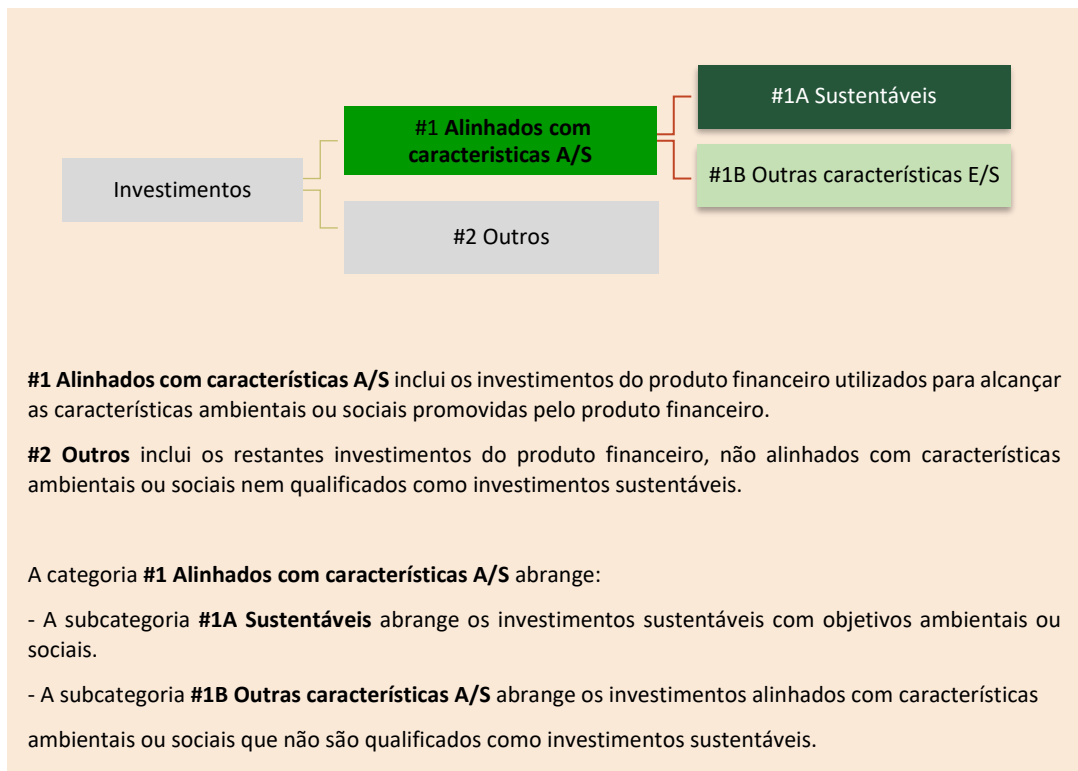 #1A Sustentáveis
#1 Alinhados com
caracteristicas A/S
#1B Outras características E/S
Investimentos
#2 Outros
#1 Alinhados com características A/S inclui os investimentos do produto financeiro utilizados para alcançar
as características ambientais ou sociais promovidas pelo produto financeiro.
#2 Outros inclui os restantes investimentos do produto financeiro, não alinhados com características
ambientais ou sociais nem qualificados como investimentos sustentáveis.
A categoria #1 Alinhados com características A/S abrange:
- A subcategoria #1A Sustentáveis abrange os investimentos sustentáveis com objetivos ambientais ou
sociais.
- A subcategoria #1B Outras características A/S abrange os investimentos alinhados com características
ambientais ou sociais que não são qualificados como investimentos sustentáveis.